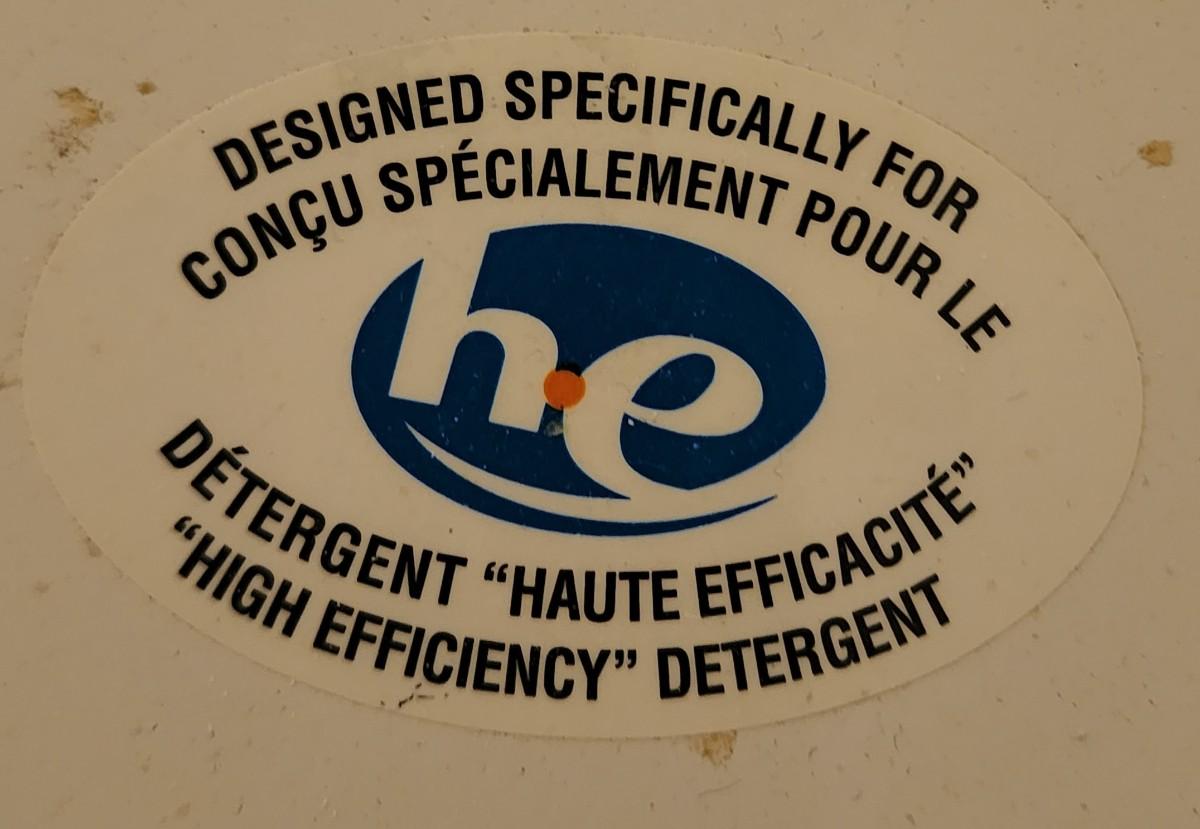 DESIGNED SPECIFICALLY FOR
CONÇU SPÉCIALEMENT POUR LE
he
DÉTERGENT “HAUTE EFFICACITÉ”
“HIGH EFFICIENCY” DETERGENT